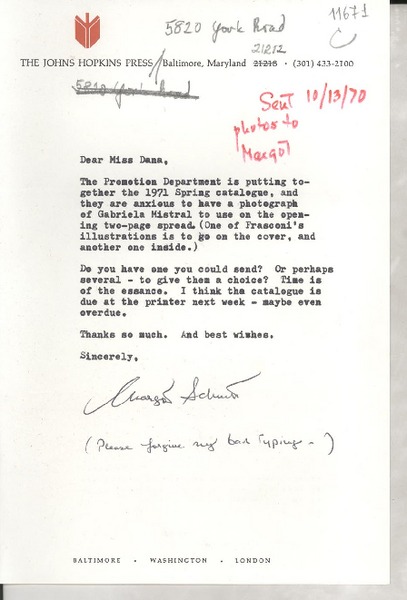 11671
C
5820 York Road
21212
THE JOHNS HOPKINS PRESS / Baltimore, Maryland 21218 • (301) 433-2100
5820 York Road
Sent 10/13/70
photos to
Margot
Dear Miss Dana,
The Promotion Department is putting to-
gether the 1971 Spring catalogue, and
they are anxious to have a photograph
of Gabriela Mistral to use on the open-
ing two-page spread. (One of Frasconi's
illustrations is to go on the cover, and
another one inside.)
Do you have one you could send? Or perhaps
several - to give them a choice? Time is
of the essance. I think the catalogue is
due at the printer next week - maybe even
overdue.
Thanks so much. And best wishes.
Sincerely,
Margot
(Please forgive my bad typing - )
BALTIMORE • WASHINGTON • LONDON